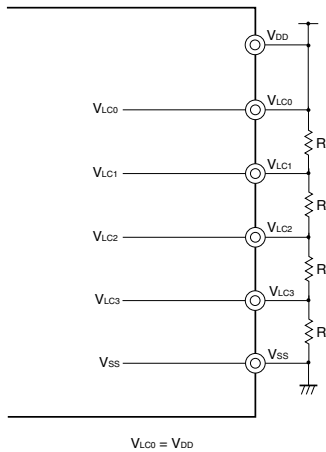 VDD
VLC0 VLC0
R
VLC1 VLC1
R
VLC2 VLC2
R
VLC3 VLC3
R
VSS VSS
VLC0 = VDD